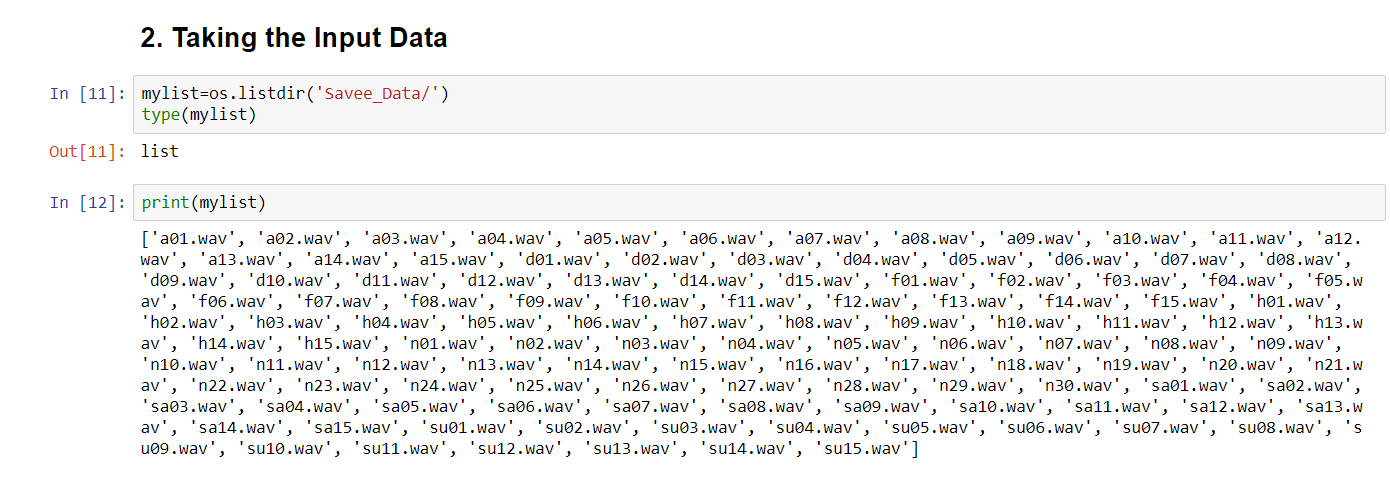 2. Taking the Input Data
In [11]: mylist=os.listdir('Savee_Data/')
type(mylist)
Out[11]: list
In [12]: print(mylist)
['a01.wav', 'a02.wav', 'a03.wav', 'a04.wav', 'a05.wav', 'a06.wav', 'a07.wav', 'a08.wav', 'a09.wav', 'a10.wav', 'a11.wav', 'a12.
wav', 'a13.wav', 'a14.wav', 'a15.wav', 'd01.wav', 'd02.wav', 'd03.wav', 'd04.wav', 'd05.wav', 'd06.wav', 'd07.wav', 'd08.wav',
'd09.wav', 'd10.wav', 'd11.wav', 'd12.wav', 'd13.wav', 'd14.wav', 'd15.wav', 'f01.wav', 'f02.wav', 'f03.wav', 'f04.wav', 'f05.w
av', 'f06.wav', 'f07.wav', 'f08.wav', 'f09.wav', 'f10.wav', 'f11.wav', 'f12.wav', 'f13.wav', 'f14.wav', 'f15.wav', 'h01.wav',
'h02.wav', 'h03.wav', 'h04.wav', 'h05.wav', 'h06.wav', 'h07.wav', 'h08.wav', 'h09.wav', 'h10.wav', 'h11.wav', 'h12.wav', 'h13.w
av', 'h14.wav', 'h15.wav', 'n01.wav', 'n02.wav', 'n03.wav', 'n04.wav', 'n05.wav', 'n06.wav', 'n07.wav', 'n08.wav', 'n09.wav',
'n10.wav', 'n11.wav', 'n12.wav', 'n13.wav', 'n14.wav', 'n15.wav', 'n16.wav', 'n17.wav', 'n18.wav', 'n19.wav', 'n20.wav', 'n21.w
av', 'n22.wav', 'n23.wav', 'n24.wav', 'n25.wav', 'n26.wav', 'n27.wav', 'n28.wav', 'n29.wav', 'n30.wav', 'sa01.wav', 'sa02.wav',
'sa03.wav', 'sa04.wav', 'sa05.wav', 'sa06.wav', 'sa07.wav', 'sa08.wav', 'sa09.wav', 'sa10.wav', 'sa11.wav', 'sa12.wav', 'sa13.w
av', 'sa14.wav', 'sa15.wav', 'su01.wav', 'su02.wav', 'su03.wav', 'su04.wav', 'su05.wav', 'su06.wav', 'su07.wav', 'su08.wav', 's
u09.wav', 'su10.wav', 'su11.wav', 'su12.wav', 'su13.wav', 'su14.wav', 'su15.wav']